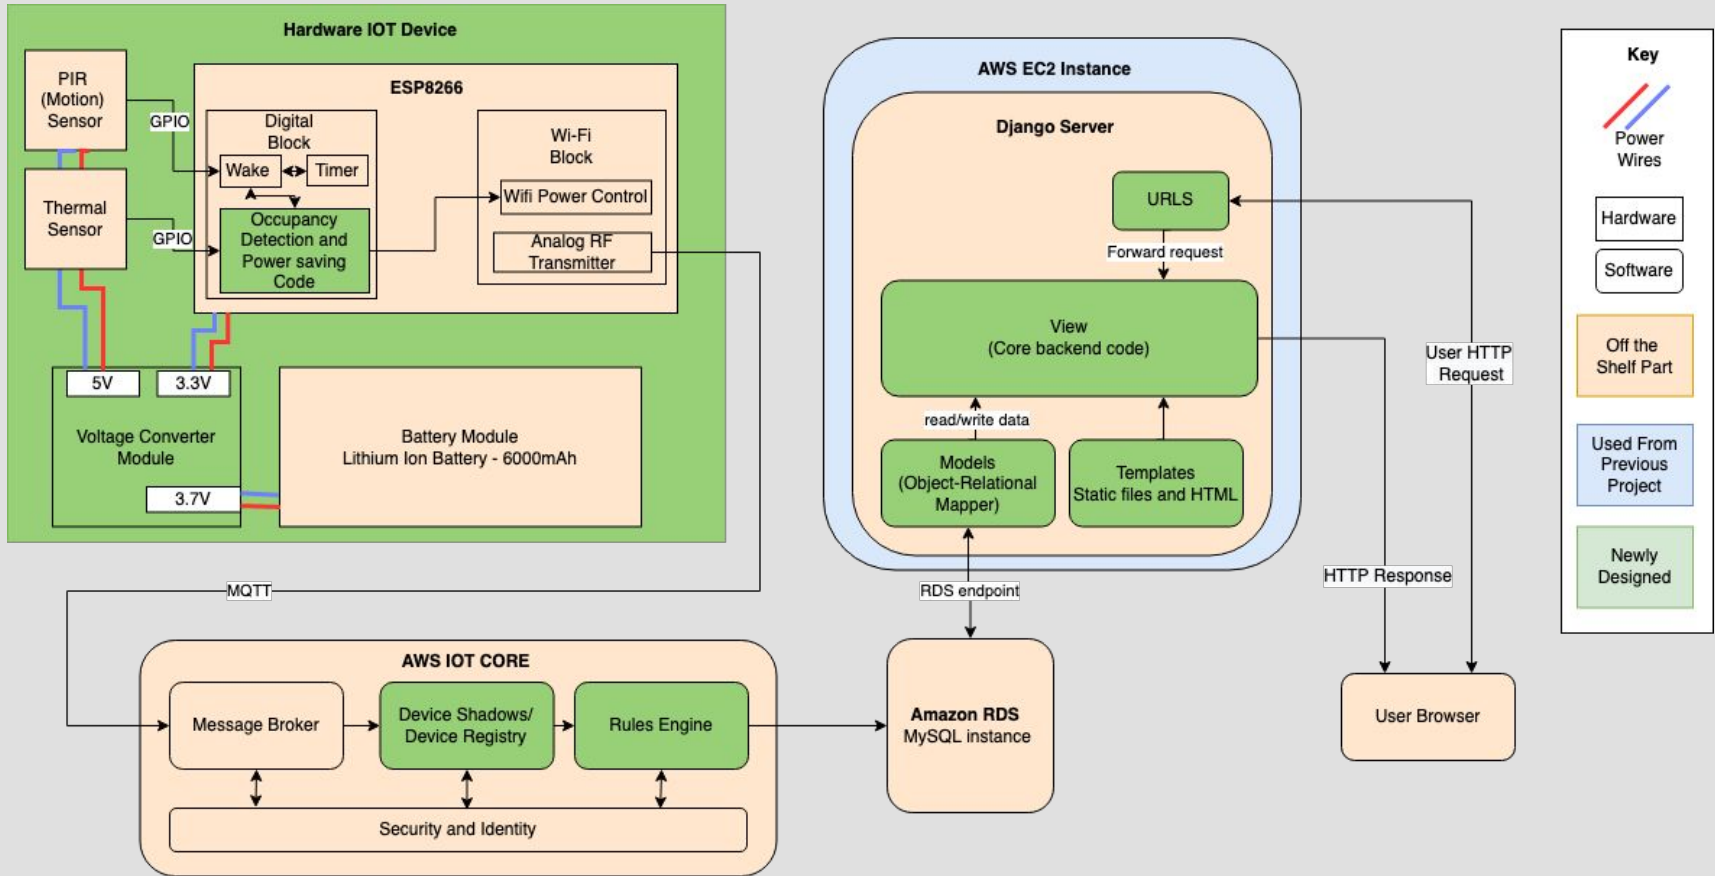 Hardware IOT Device
PIR
(Motion)
Sensor
GPIO
Thermal
Sensor
GPIO
ESP8266
Digital
Block
Wake
Timer
Occupancy
Detection and
Power saving
Code
Wi-Fi
Block
Wifi Power Control
Analog RF
Transmitter
5V
3.3V
Voltage Converter
Module
3.7V
Battery Module
Lithium Ion Battery - 6000mAh
MQTT
AWS IOT CORE
Message Broker
Device Shadows/
Device Registry
Rules Engine
Security and Identity
AWS EC2 Instance
Django Server
URLS
Forward request
View
(Core backend code)
read/write data
Models
(Object-Relational
Mapper)
Templates
Static files and HTML
RDS endpoint
Amazon RDS
MySQL instance
User HTTP
Request
HTTP Response
User Browser
Key
Power
Wires
Hardware
Software
Off the
Shelf Part
Used From
Previous
Project
Newly
Designed